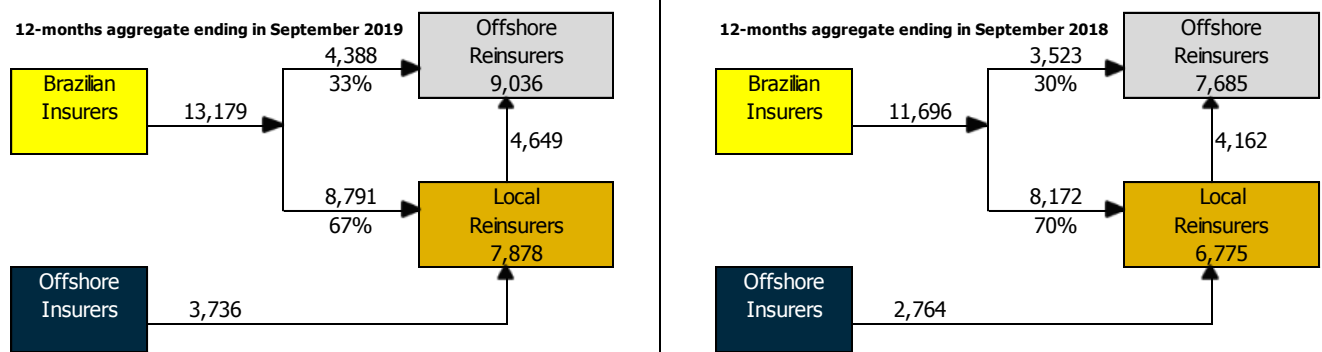 12-months aggregate ending in September 2019
Offshore
Reinsurers
9,036
4,388
33%
Brazilian
Insurers
13,179
4,649
8,791
67%
Local
Reinsurers
7,878
Offshore
Insurers
3,736
12-months aggregate ending in September 2018
Offshore
Reinsurers
7,685
3,523
30%
Brazilian
Insurers
11,696
4,162
8,172
70%
Local
Reinsurers
6,775
Offshore
Insurers
2,764